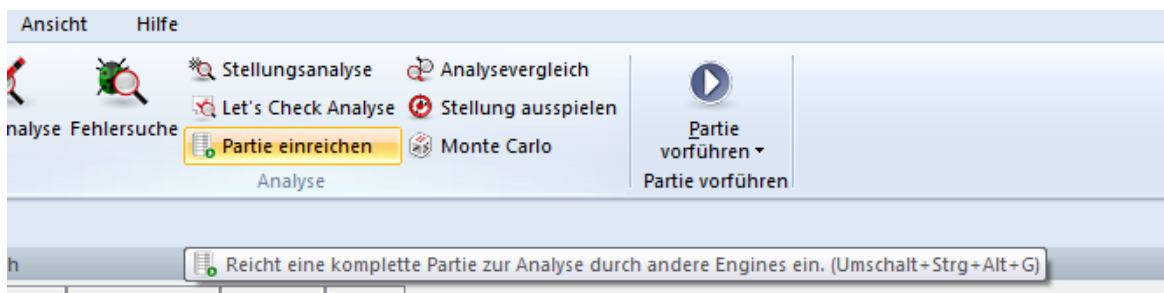 Ansicht Hilfe
Stellungsanalyse Analysevergleich
Let's Check Analyse Stellung ausspielen
Fehlersuche
Partie einreichen Monte Carlo
Partie
vorführen
Analyse Partie vorführen
Reicht eine komplette Partie zur Analyse durch andere Engines ein. (Umschalt+Strg+Alt+G)